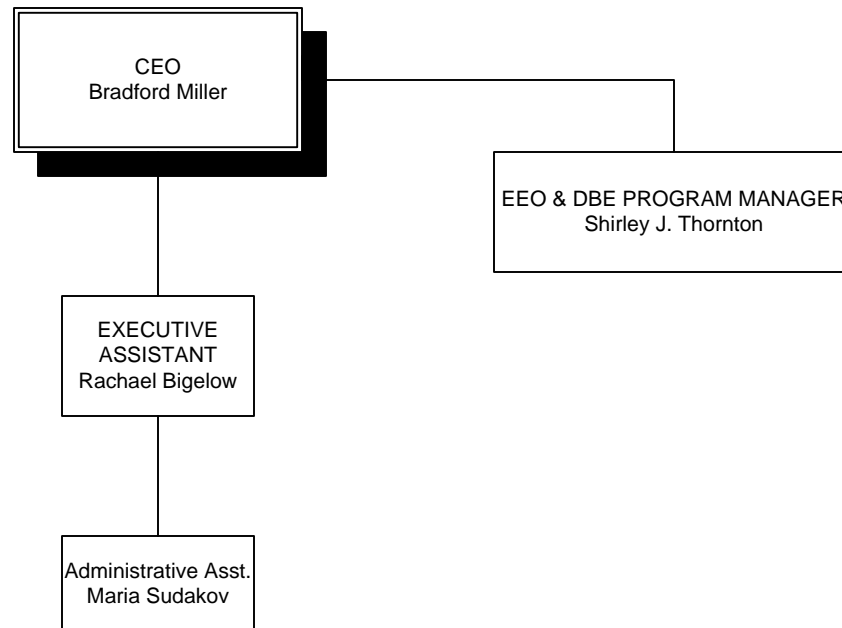 CEO
Bradford Miller
EEO & DBE PROGRAM MANAGER
Shirley J. Thornton
EXECUTIVE
ASSISTANT
Rachael Bigelow
Administrative Asst.
Maria Sudakov